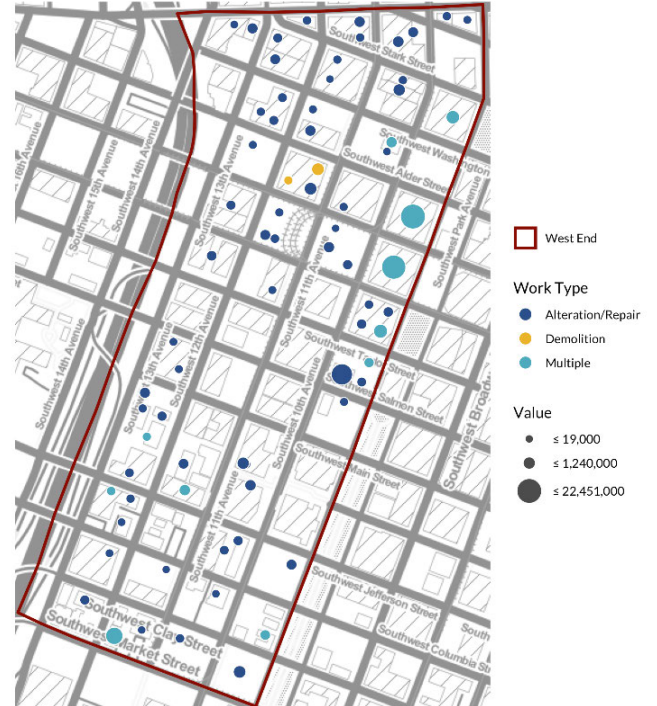 Southwest Stark Street
Southwest Washington
Southwest Alder Street
16th Avenue
Southwest 15th Avenue
Southwest 14th Avenue
Southwest 13th Avenue
Southwest Park Avenue
West End
Work Type
Alteration/Repair
Demolition
Multiple
Value
≤ 19,000
≤ 1,240,000
≤ 22,451,000
Southwest 11th Avenue
Southwest 14th Avenue
Southwest 13th Avenue
Southwest 12th Avenue
Southwest Taylor Street
Southwest Salmon Street
Southwest 10th Avenue
Southwest Broad
Southwest Main Street
Southwest 11th Avenue
Southwest Jefferson Street
Southwest Clay Street
Southwest Market Street
South
Southwest Columbia St